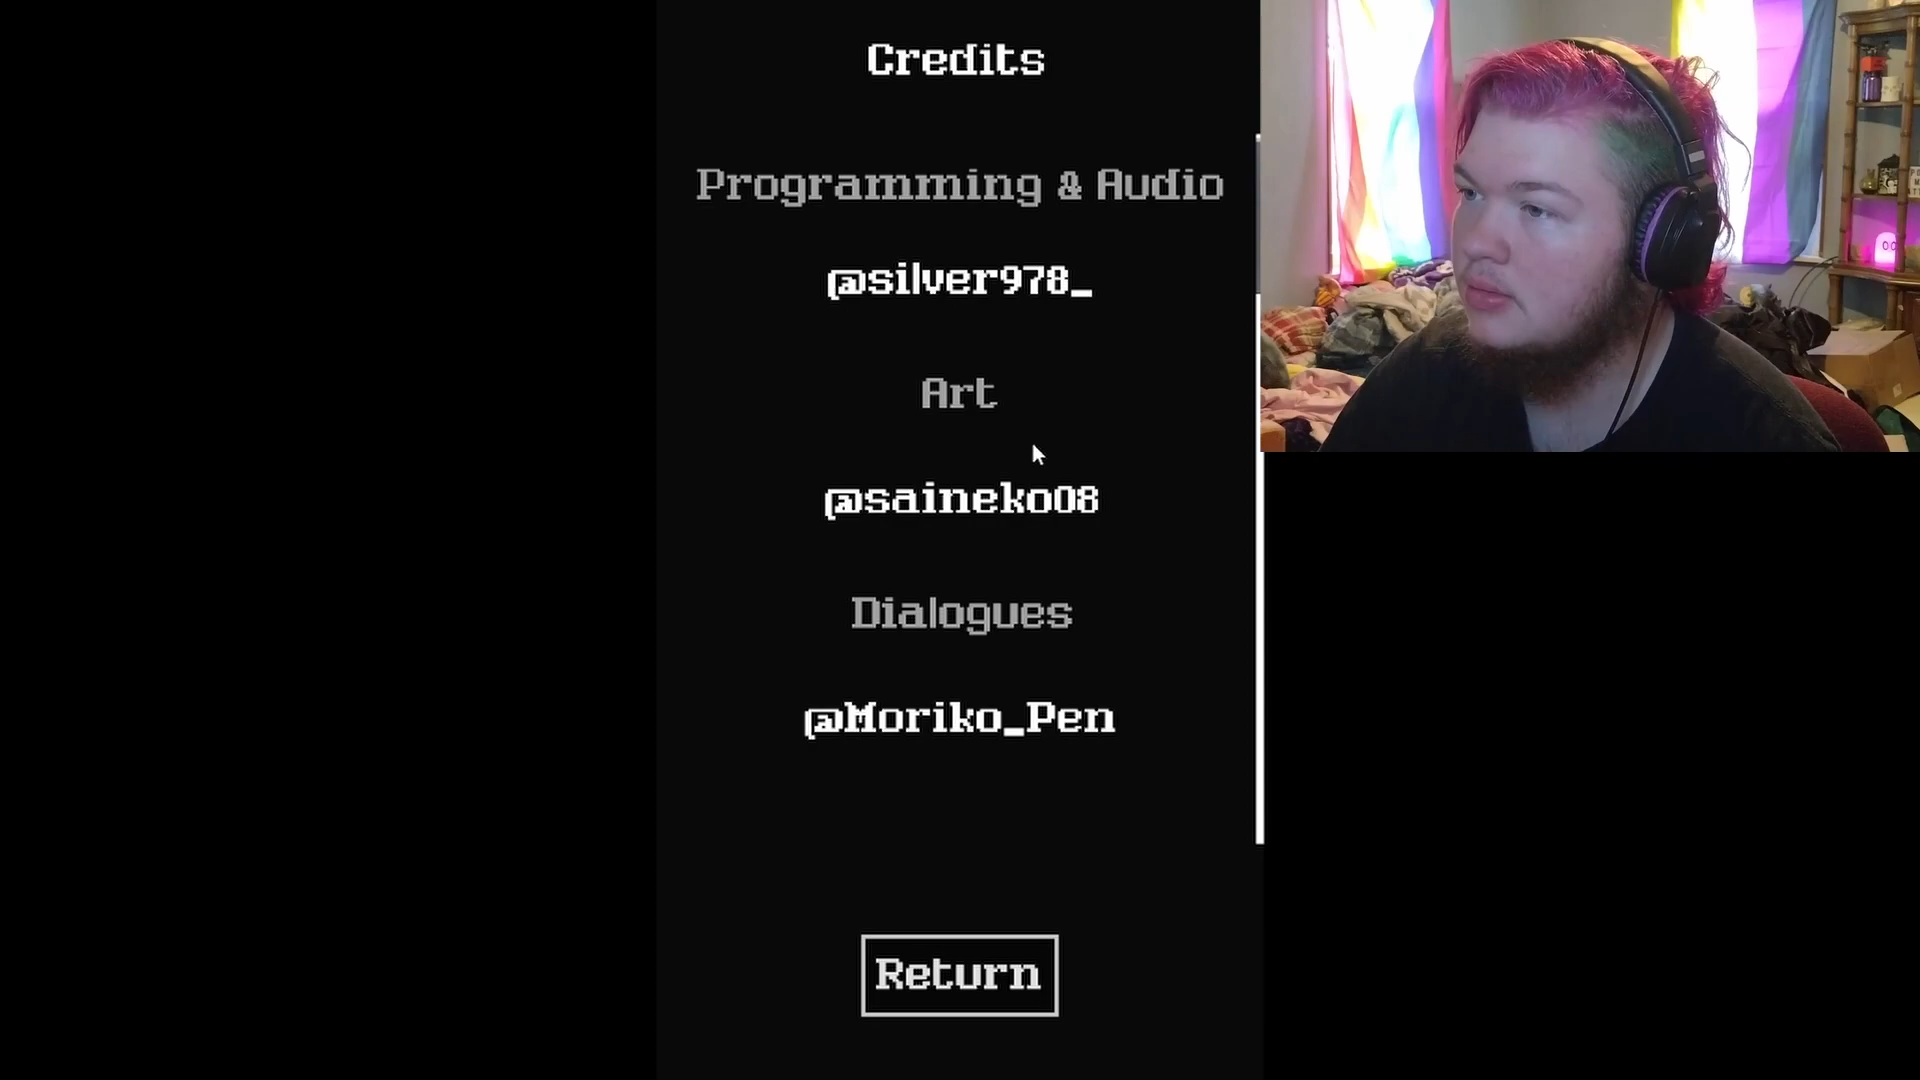 Credits
Programming & Audio
@silver978_
Art
@saineko08
Dialogues
@Moriko_Pen
Return